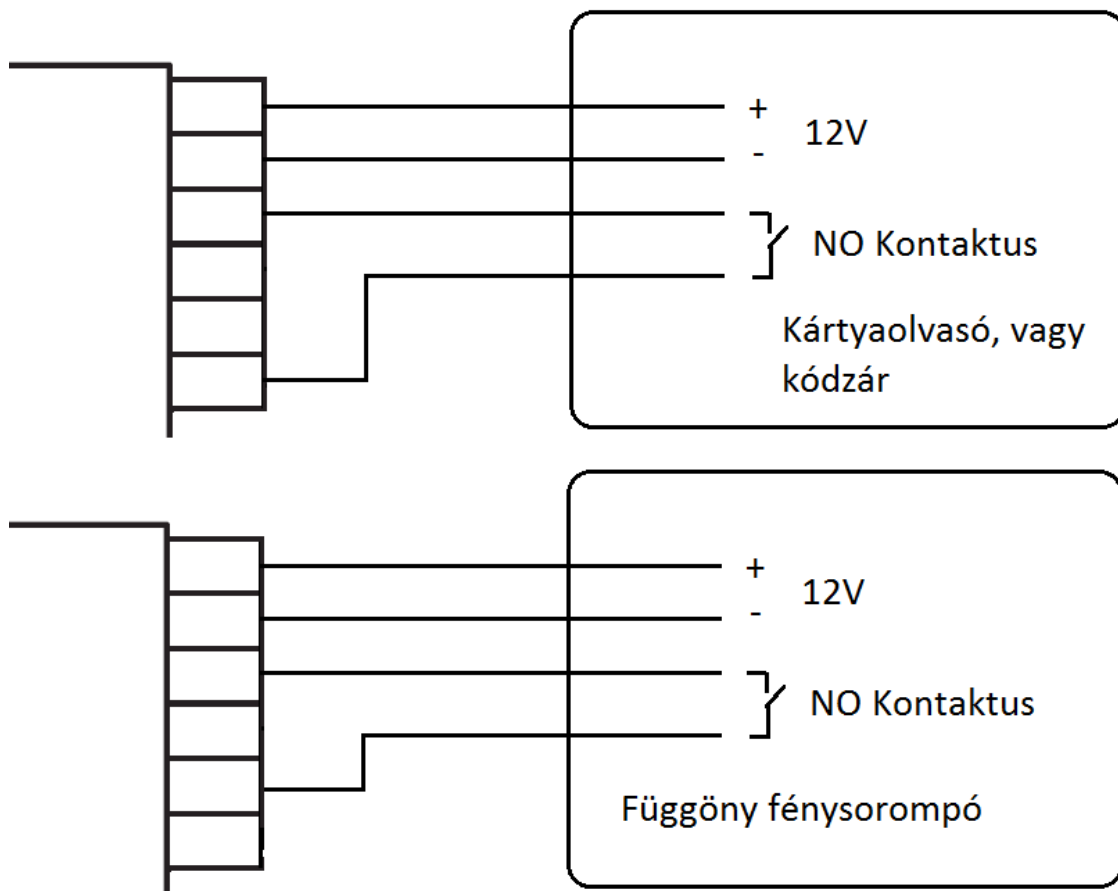 +
12V
-
NO Kontaktus
Kártyaolvasó, vagy
kódzár
+
12V
-
NO Kontaktus
Függöny fénysorompó